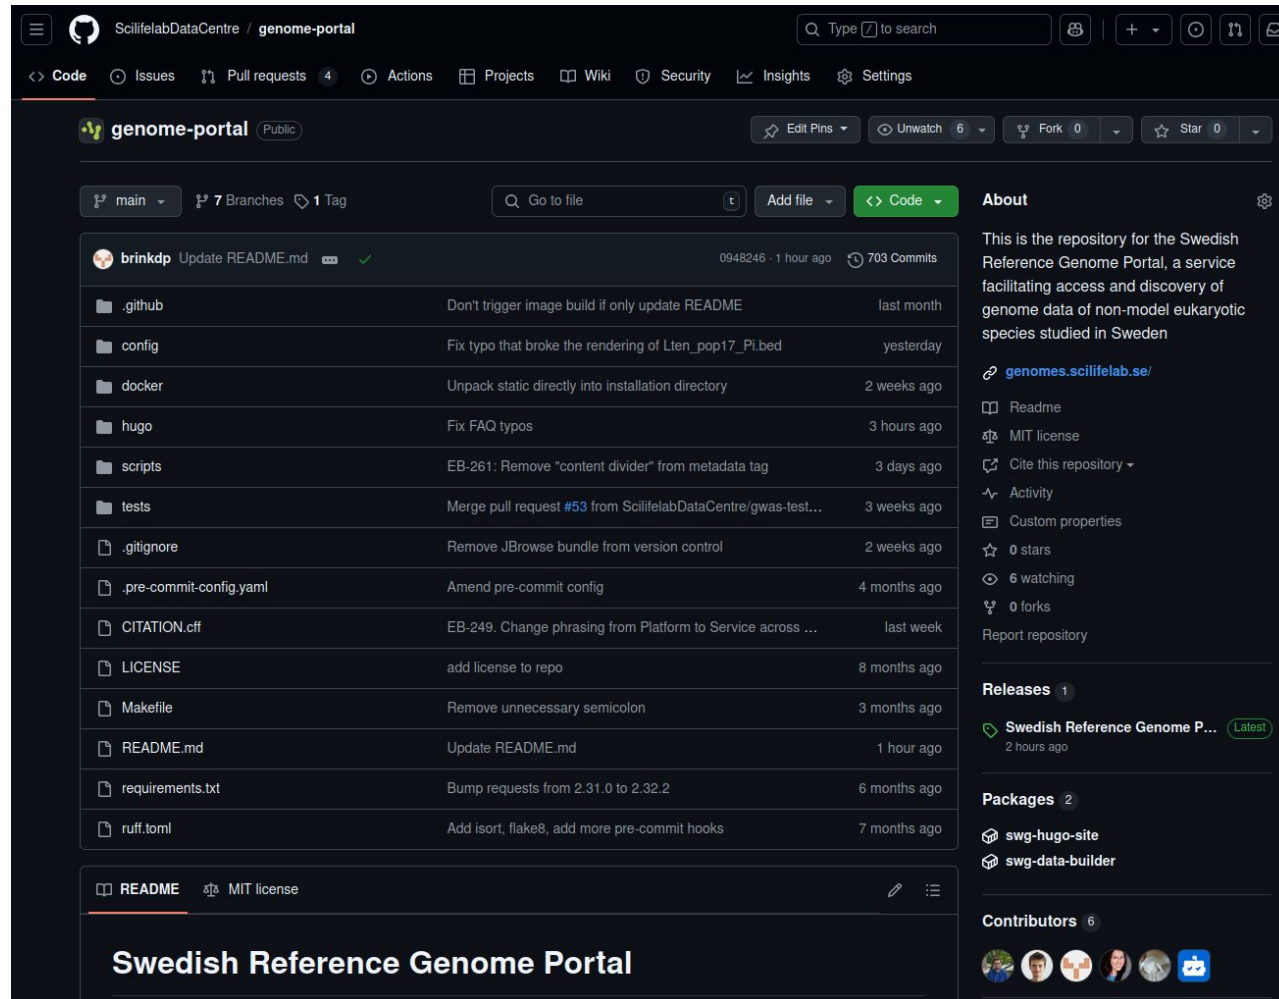 ScilifelabDataCentre / genome-portal
Type / to search
Code Issues Pull requests 4 Actions Projects Wiki Security Insights Settings
genome-portal Public
Edit Pins Unwatch 6 Fork 0 Star 0
main 7 Branches 1 Tag
Go to file t Add file Code
brinkdp Update README.md 0948246 · 1 hour ago 703 Commits
.github Don't trigger image build if only update README last month
config Fix typo that broke the rendering of Lten_pop17_Pi.bed yesterday
docker Unpack static directly into installation directory 2 weeks ago
hugo Fix FAQ typos 3 hours ago
scripts EB-261: Remove "content divider" from metadata tag 3 days ago
tests Merge pull request #53 from ScilifelabDataCentre/gwas-test... 3 weeks ago
.gitignore Remove JBrowse bundle from version control 2 weeks ago
.pre-commit-config.yaml Amend pre-commit config 4 months ago
CITATION.cff EB-249. Change phrasing from Platform to Service across ... last week
LICENSE add license to repo 8 months ago
Makefile Remove unnecessary semicolon 3 months ago
README.md Update README.md 1 hour ago
requirements.txt Bump requests from 2.31.0 to 2.32.2 6 months ago
ruff.toml Add isort, flake8, add more pre-commit hooks 7 months ago
README MIT license
Swedish Reference Genome Portal
About
This is the repository for the Swedish
Reference Genome Portal, a service
facilitating access and discovery of
genome data of non-model eukaryotic
species studied in Sweden
genomes.scilifelab.se/
Readme
MIT license
Cite this repository
Activity
Custom properties
0 stars
6 watching
0 forks
Report repository
Releases 1
Swedish Reference Genome P... Latest
2 hours ago
Packages 2
swg-hugo-site
swg-data-builder
Contributors 6